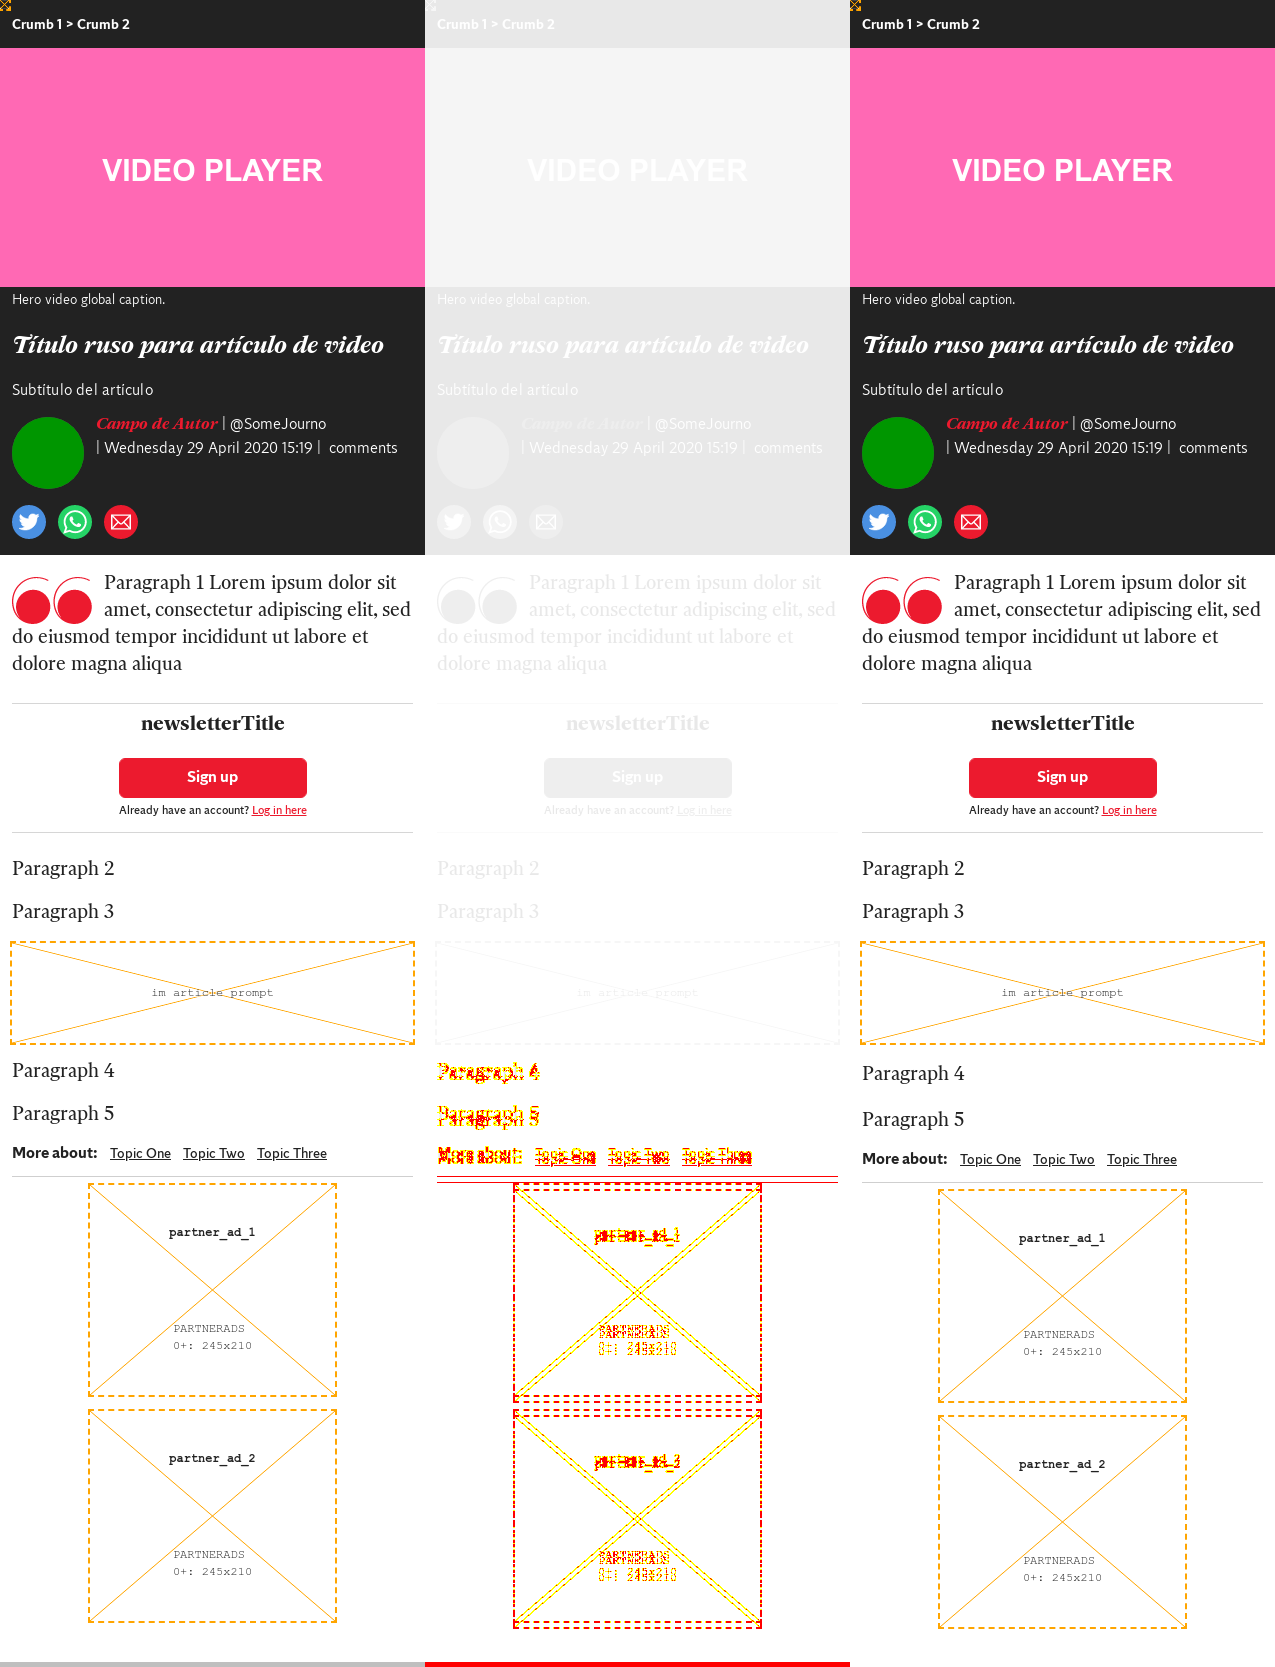 Crumb 1 > Crumb 2
VIDEO PLAYER
Hero video global caption.
Título ruso para artículo de video
Subtítulo del artículo
Campo de Autor | @SomeJourno
| Wednesday 29 April 2020 15:19 | comments
Paragraph 1 Lorem ipsum dolor sit
amet, consectetur adipiscing elit, sed
do eiusmod tempor incididunt ut labore et
dolore magna aliqua
newsletterTitle
Sign up
Already have an account? Log in here
Paragraph 2
Paragraph 3
im article prompt
Paragraph 4
Paragraph 5
More about: Topic One Topic Two Topic Three
partner_ad_1
PARTNERADS
0+: 245x210
partner_ad_2
PARTNERADS
0+: 245x210
Crumb 1 > Crumb 2
VIDEO PLAYER
Hero video global caption.
Título ruso para artículo de video
Subtítulo del artículo
Campo de Autor | @SomeJourno
| Wednesday 29 April 2020 15:19 | comments
Paragraph 1 Lorem ipsum dolor sit
amet, consectetur adipiscing elit, sed
do eiusmod tempor incididunt ut labore et
dolore magna aliqua
newsletterTitle
Sign up
Already have an account? Log in here
Paragraph 2
Paragraph 3
im article prompt
Paragraph 4
Paragraph 5
More about: Topic One Topic Two Topic Three
partner_ad_1
PARTNERADS
0+: 245x210
partner_ad_2
PARTNERADS
0+: 245x210
Crumb 1 > Crumb 2
VIDEO PLAYER
Hero video global caption.
Título ruso para artículo de video
Subtítulo del artículo
Campo de Autor | @SomeJourno
| Wednesday 29 April 2020 15:19 | comments
Paragraph 1 Lorem ipsum dolor sit
amet, consectetur adipiscing elit, sed
do eiusmod tempor incididunt ut labore et
dolore magna aliqua
newsletterTitle
Sign up
Already have an account? Log in here
Paragraph 2
Paragraph 3
im article prompt
Paragraph 4
Paragraph 5
More about: Topic One Topic Two Topic Three
partner_ad_1
PARTNERADS
0+: 245x210
partner_ad_2
PARTNERADS
0+: 245x210